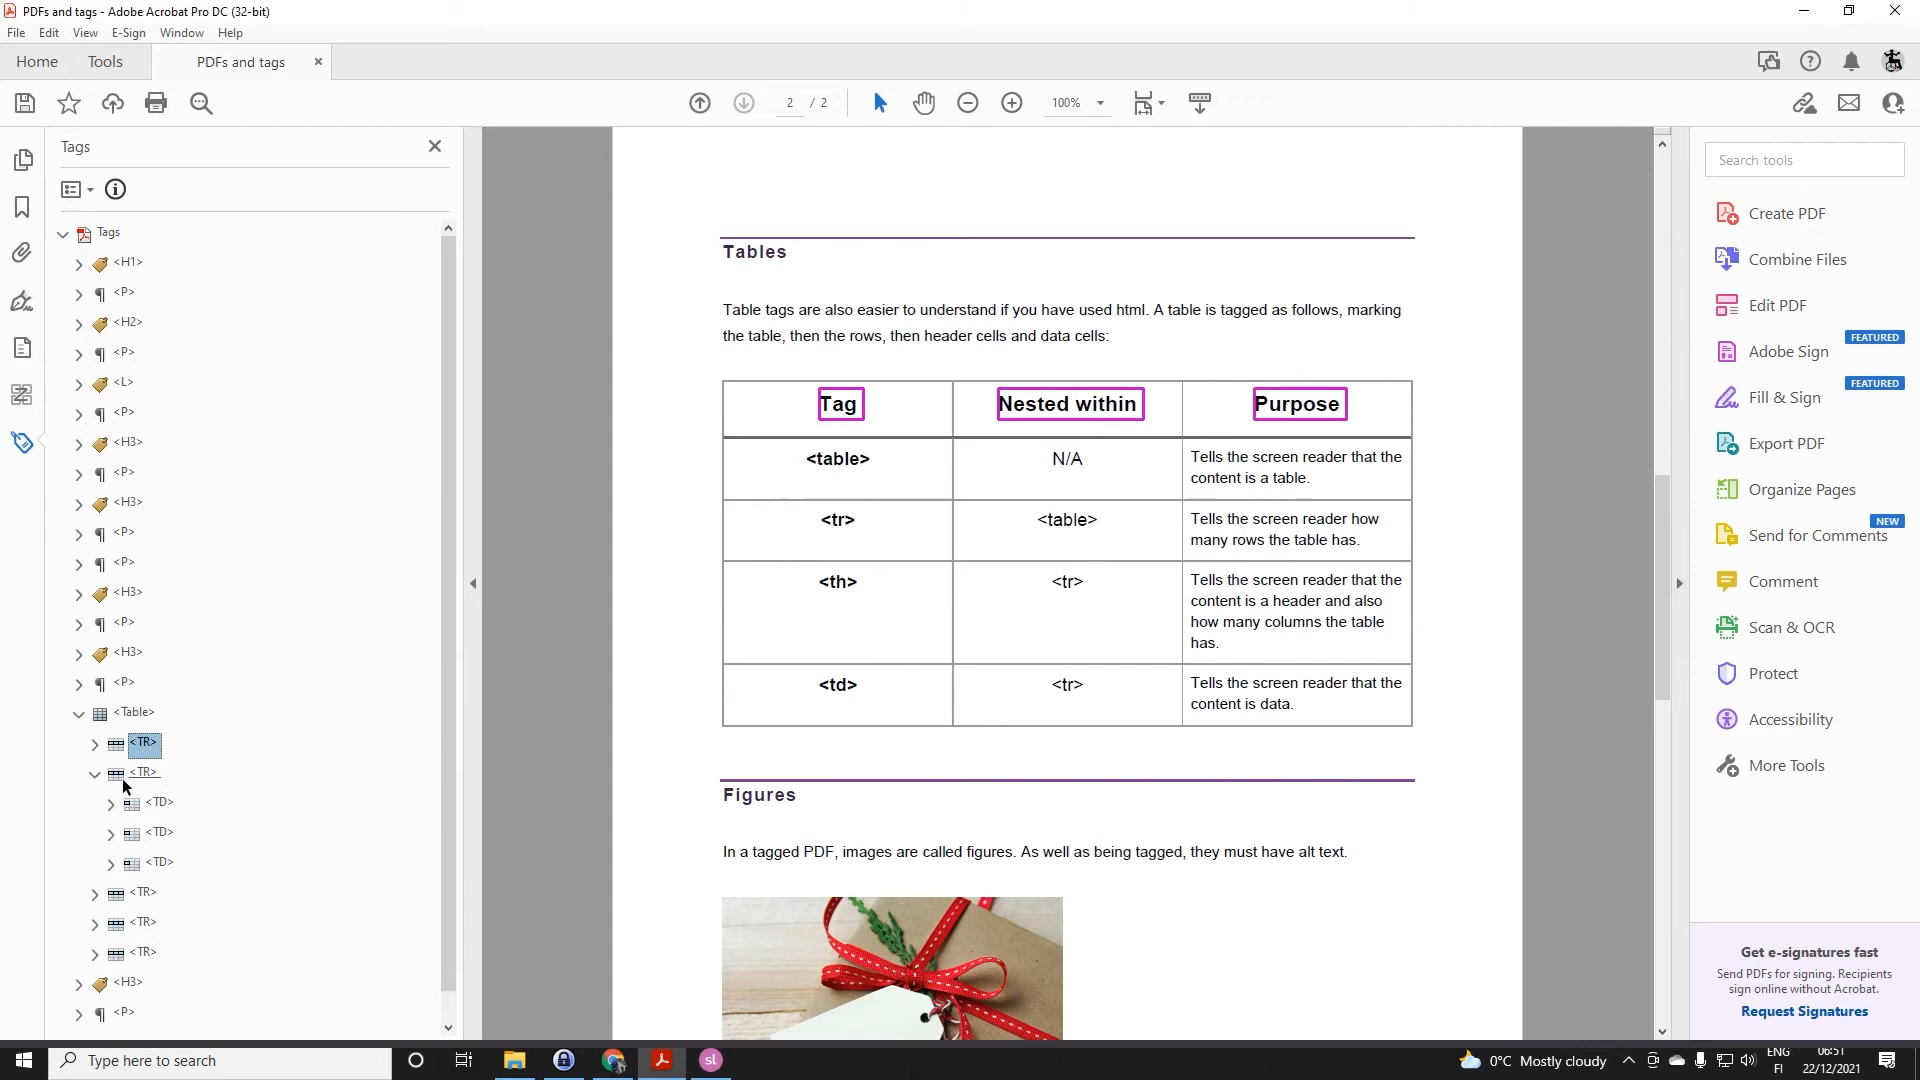 PDFs and tags - Adobe Acrobat Pro DC (32-bit)
File Edit View E-Sign Window Help
Home Tools PDFs and tags
2 / 2 100%
Tags
Tags
<H1>
<P>
<H2>
<P>
<L>
<P>
<H3>
<P>
<H3>
<P>
<P>
<H3>
<P>
<H3>
<P>
<Table>
<TR>
<TR>
<TD>
<TD>
<TD>
<TR>
<TR>
<TR>
<H3>
<P>
Tables
Table tags are also easier to understand if you have used html. A table is tagged as follows, marking
the table, then the rows, then header cells and data cells:
Tag Nested within Purpose
<table> N/A Tells the screen reader that the
content is a table.
<tr> <table> Tells the screen reader how
many rows the table has.
<th> <tr> Tells the screen reader that the
content is a header and also
how many columns the table
has.
<td> <tr> Tells the screen reader that the
content is data.
Figures
In a tagged PDF, images are called figures. As well as being tagged, they must have alt text.
Search tools
Create PDF
Combine Files
Edit PDF
FEATURED
Adobe Sign
FEATURED
Fill & Sign
Export PDF
Organize Pages
NEW
Send for Comments
Comment
Scan & OCR
Protect
Accessibility
More Tools
Get e-signatures fast
Send PDFs for signing. Recipients
sign online without Acrobat.
Request Signatures
Type here to search
sl
0°C Mostly cloudy
ENG
FI
06:51
22/12/2021